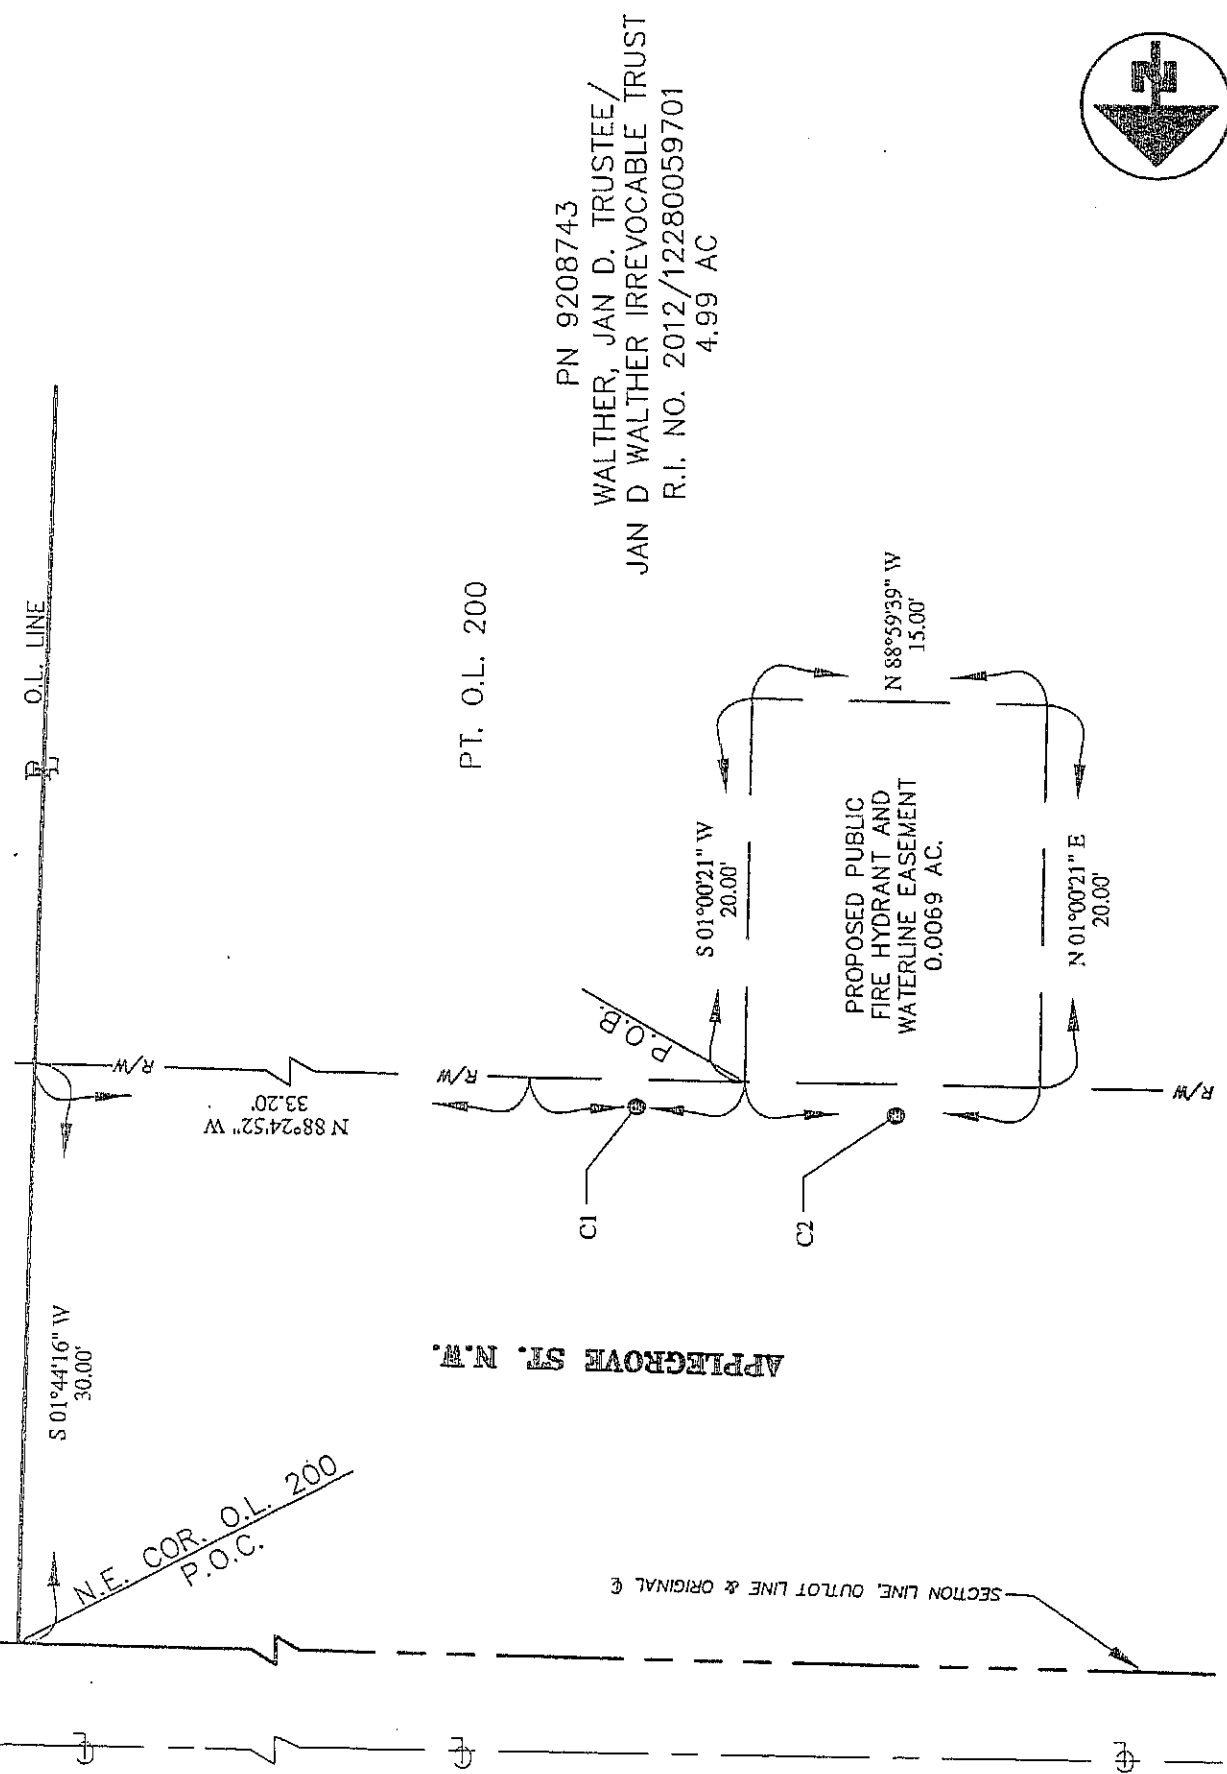 PN 9208743
WALTHER, JAN D. TRUSTEE/
JAN D WALTHER IRREVOCABLE TRUST
R.I. NO. 2012/12280059701
4.99 AC
N
O.L. LINE
PL
PT. O.L. 200
S 01°44'16" W
30.00'
N.E. COR. O.L. 200
P.O.C.
R/W
N 88°24'52" W
33.20'
R/W
P.O.B.
C1
S 01°00'21" W
20.00'
N 88°59'39" W
15.00'
PROPOSED PUBLIC
FIRE HYDRANT AND
WATERLINE EASEMENT
0.0069 AC.
N 01°00'21" E
20.00'
C2
R/W
APPLEGROVE ST. N.W.
SECTION LINE, OUTLOT LINE & ORIGINAL ℄
℄
℄
℄